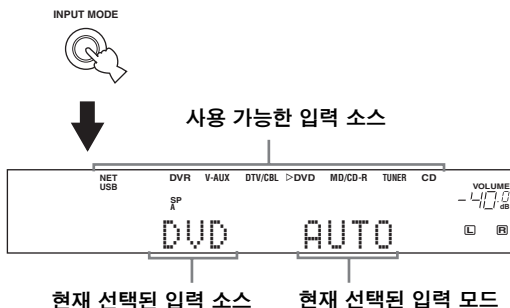 INPUT MODE
사용 가능한 입력 소스
NET USB DVR V-AUX DTV/CBL ▷DVD MD/CD-R TUNER CD
VOLUME
-40.0 dB
SP A
L R
DVD AUTO
현재 선택된 입력 소스 현재 선택된 입력 모드